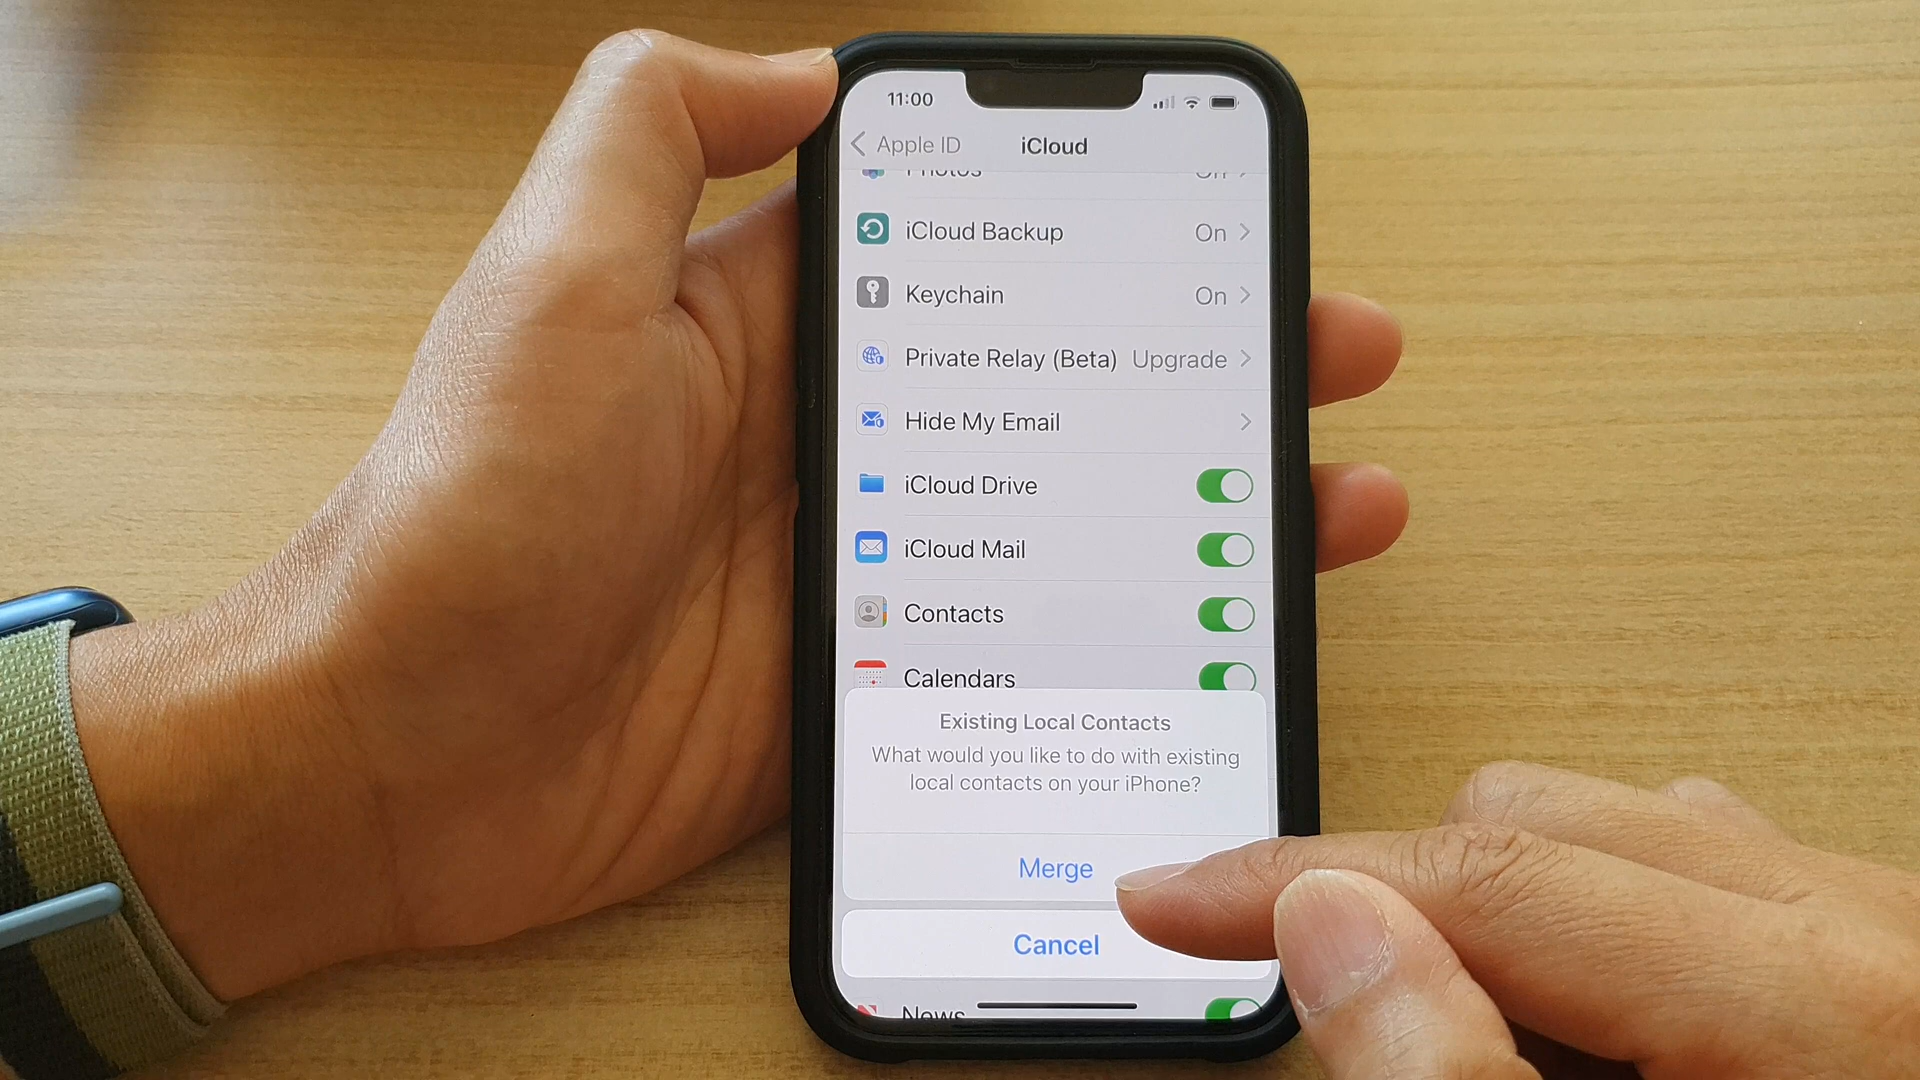 11:00
Apple ID
iCloud
Photos Off
iCloud Backup On
Keychain On
Private Relay (Beta) Upgrade
Hide My Email
iCloud Drive
iCloud Mail
Contacts
Calendars
Existing Local Contacts
What would you like to do with existing
local contacts on your iPhone?
Merge
Cancel
News